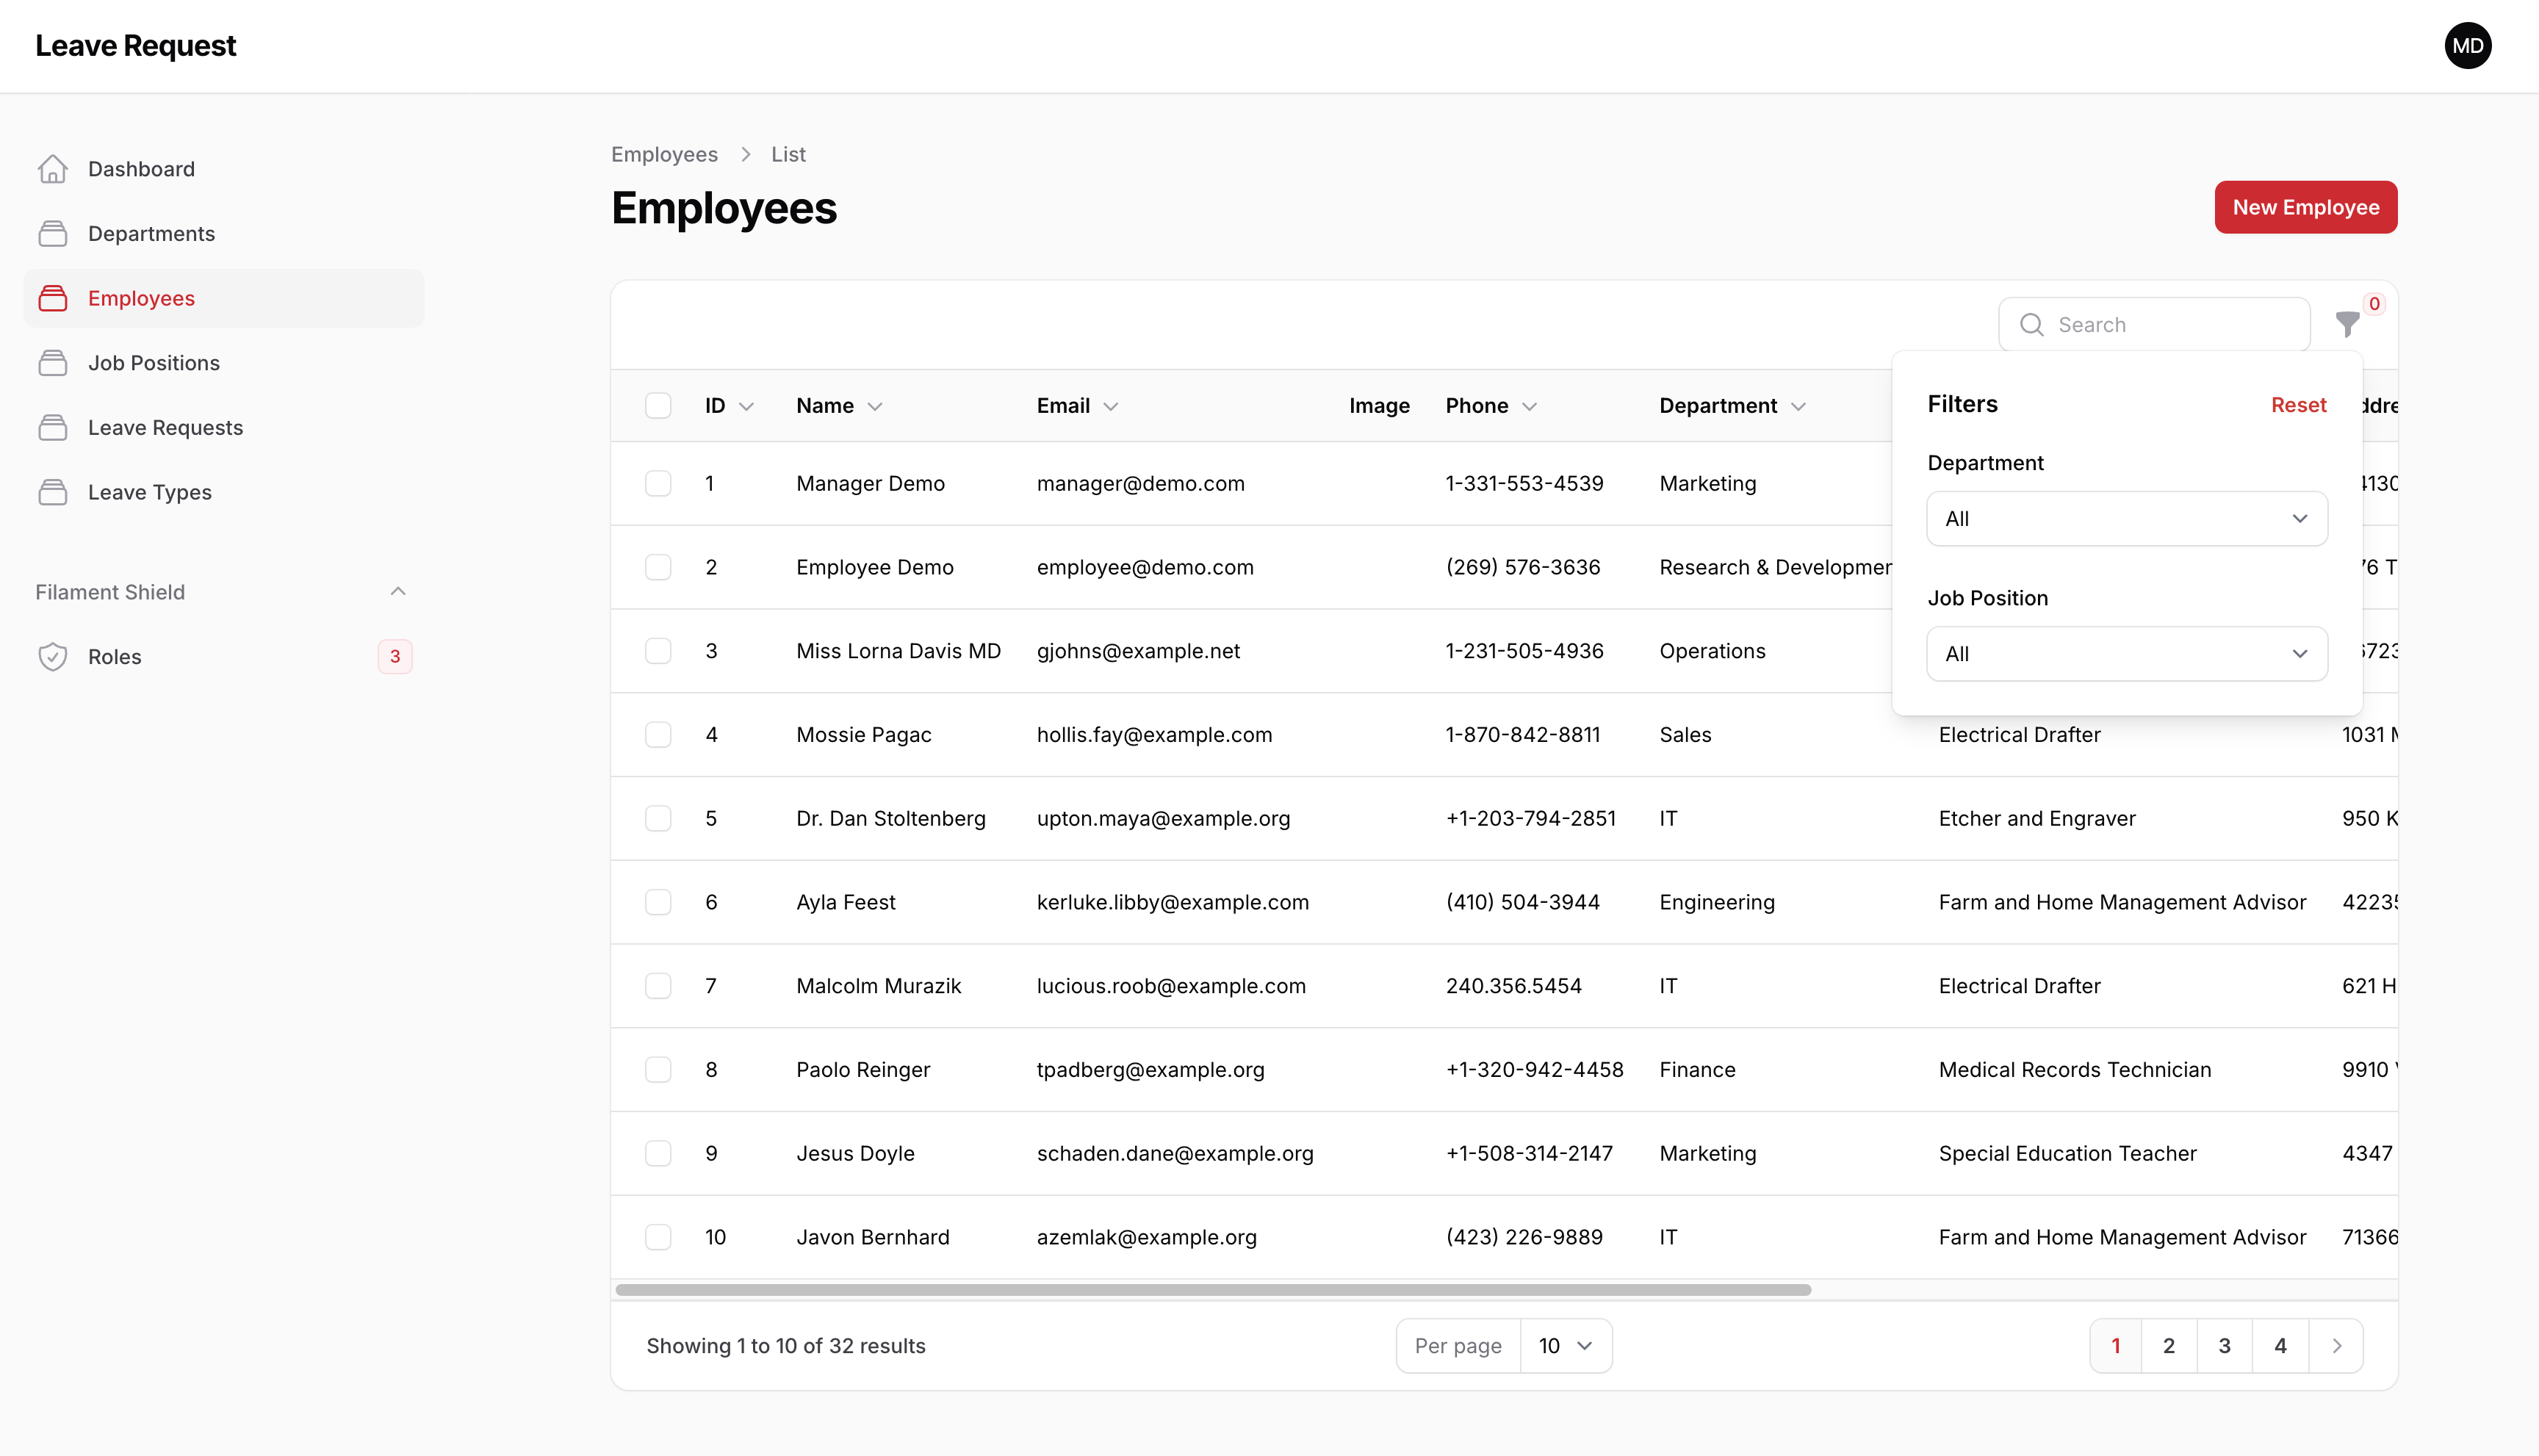 Leave Request
MD
Dashboard
Departments
Employees
Job Positions
Leave Requests
Leave Types
Filament Shield
Roles 3
Employees > List
Employees
New Employee
Search
0
ID Name Email Image Phone Department
1 Manager Demo manager@demo.com 1-331-553-4539 Marketing
2 Employee Demo employee@demo.com (269) 576-3636 Research &
3 Miss Lorna Davis MD gjohns@example.net 1-231-505-4936 Operations
4 Mossie Pagac hollis.fay@example.com 1-870-842-8811 Sales Electrical Drafter 1031
5 Dr. Dan Stoltenberg upton.maya@example.org +1-203-794-2851 IT Etcher and Engraver 950
6 Ayla Feest kerluke.libby@example.com (410) 504-3944 Engineering Farm and Home Management Advisor 42235
7 Malcolm Murazik lucious.roob@example.com 240.356.5454 IT Electrical Drafter 621
8 Paolo Reinger tpadberg@example.org +1-320-942-4458 Finance Medical Records Technician 9910
9 Jesus Doyle schaden.dane@example.org +1-508-314-2147 Marketing Special Education Teacher 4347
10 Javon Bernhard azemlak@example.org (423) 226-9889 IT Farm and Home Management Advisor 71366
Filters Reset
Department
All
Job Position
All
Showing 1 to 10 of 32 results
Per page 10
1 2 3 4